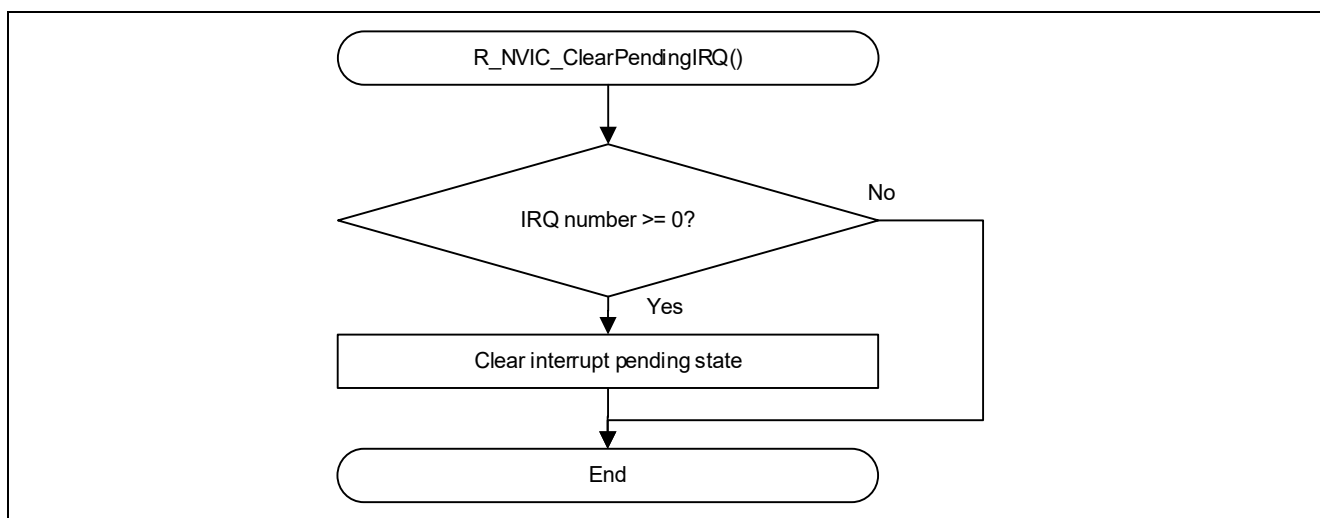 R_NVIC_ClearPendingIRQ()
No
IRQ number >= 0?
Yes
Clear interrupt pending state
End